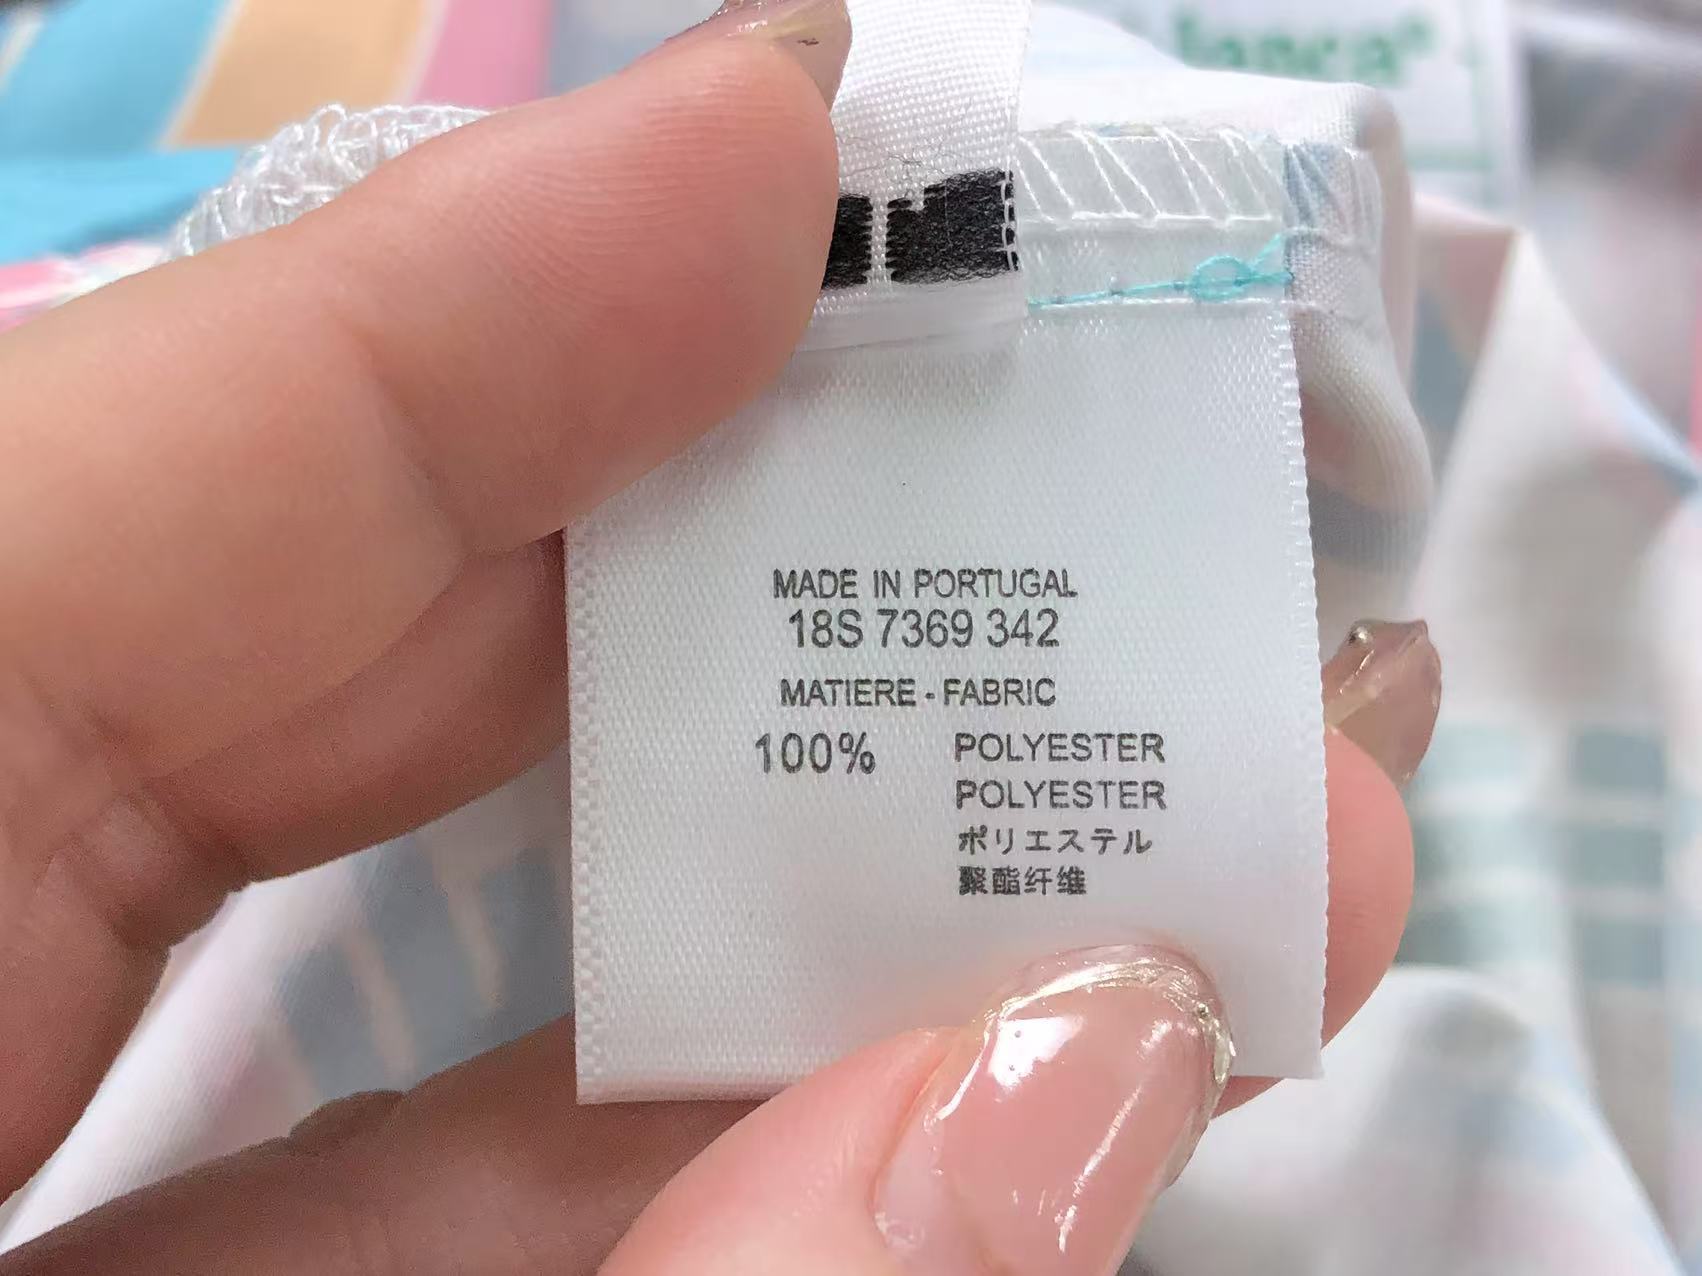 MADE IN PORTUGAL
18S 7369 342
MATIERE - FABRIC
100% POLYESTER
POLYESTER
ポリエステル
聚酯纤维